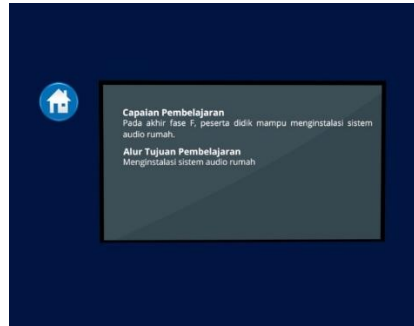 Capaian Pembelajaran
Pada akhir fase F, peserta didik mampu menginstalasi sistem
audio rumah.
Alur Tujuan Pembelajaran
Menginstalasi sistem audio rumah